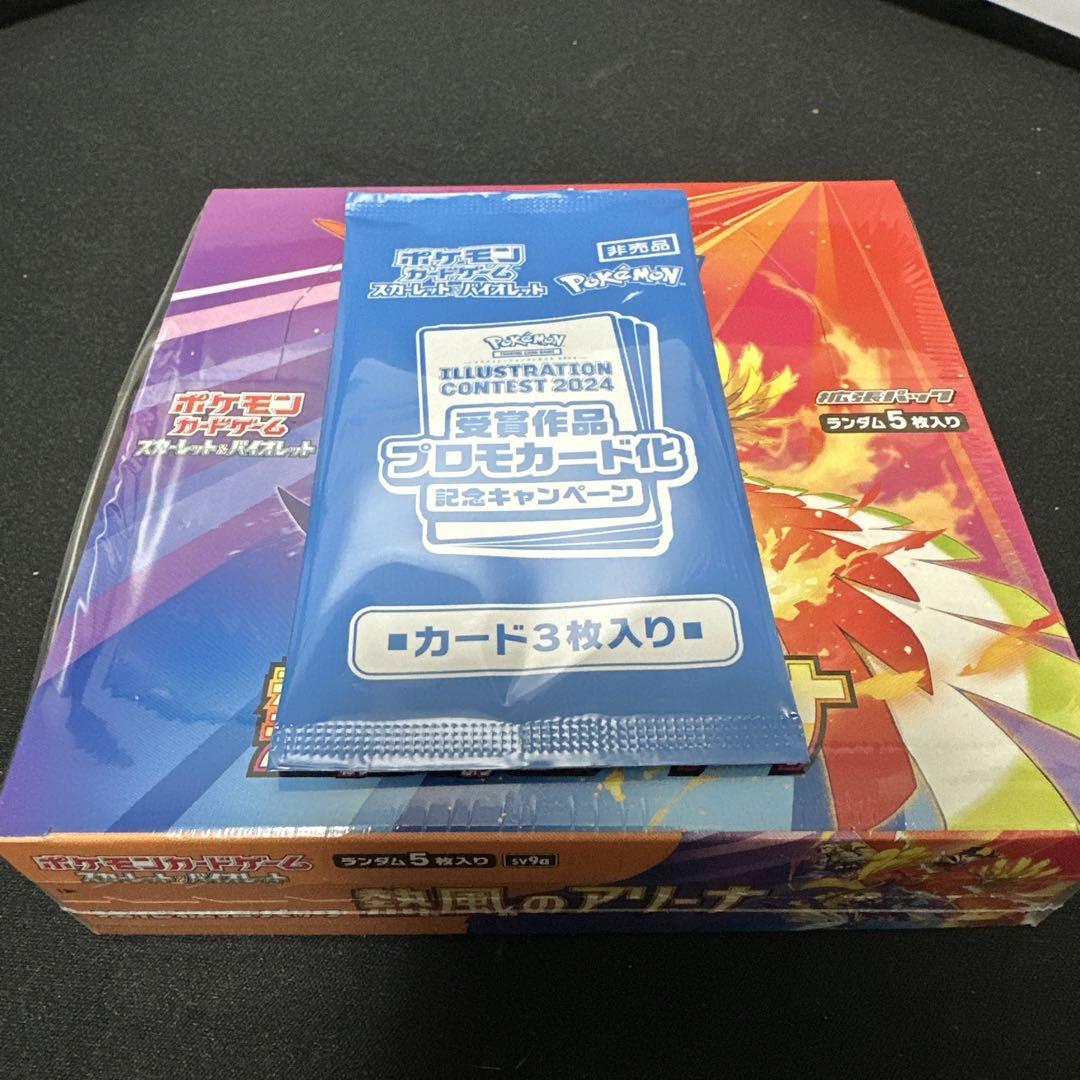 ポケモン
カードゲーム
スカーレット&バイオレット
非売品
POKÉMON
POKÉMON
ILLUSTRATION
CONTEST 2024
受賞作品
プロモカード化
記念キャンペーン
■カード3枚入り■
ポケモン
カードゲーム
スカーレット&バイオレット
拡張パック
ランダム5枚入り
ポケモンカードゲーム
スカーレット&バイオレット
ランダム5枚入り
sv9a
熱風のアリーナ